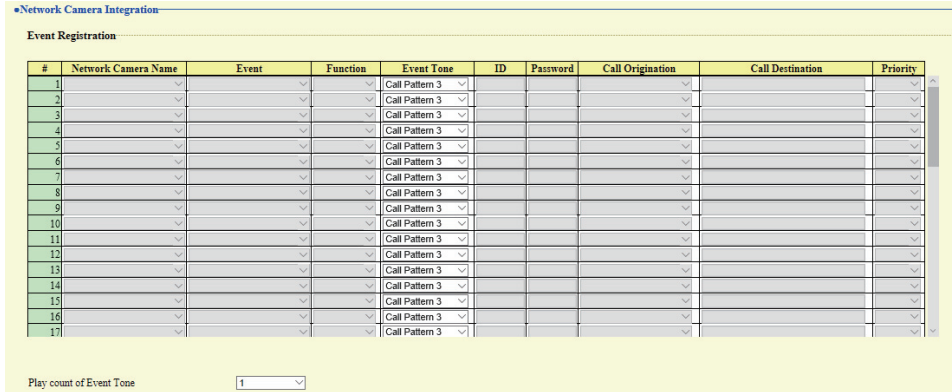 ●Network Camera Integration
Event Registration
# Network Camera Name Event Function Event Tone ID Password Call Origination Call Destination Priority
1 Call Pattern 3
2 Call Pattern 3
3 Call Pattern 3
4 Call Pattern 3
5 Call Pattern 3
6 Call Pattern 3
7 Call Pattern 3
8 Call Pattern 3
9 Call Pattern 3
10 Call Pattern 3
11 Call Pattern 3
12 Call Pattern 3
13 Call Pattern 3
14 Call Pattern 3
15 Call Pattern 3
16 Call Pattern 3
17 Call Pattern 3
Play count of Event Tone 1